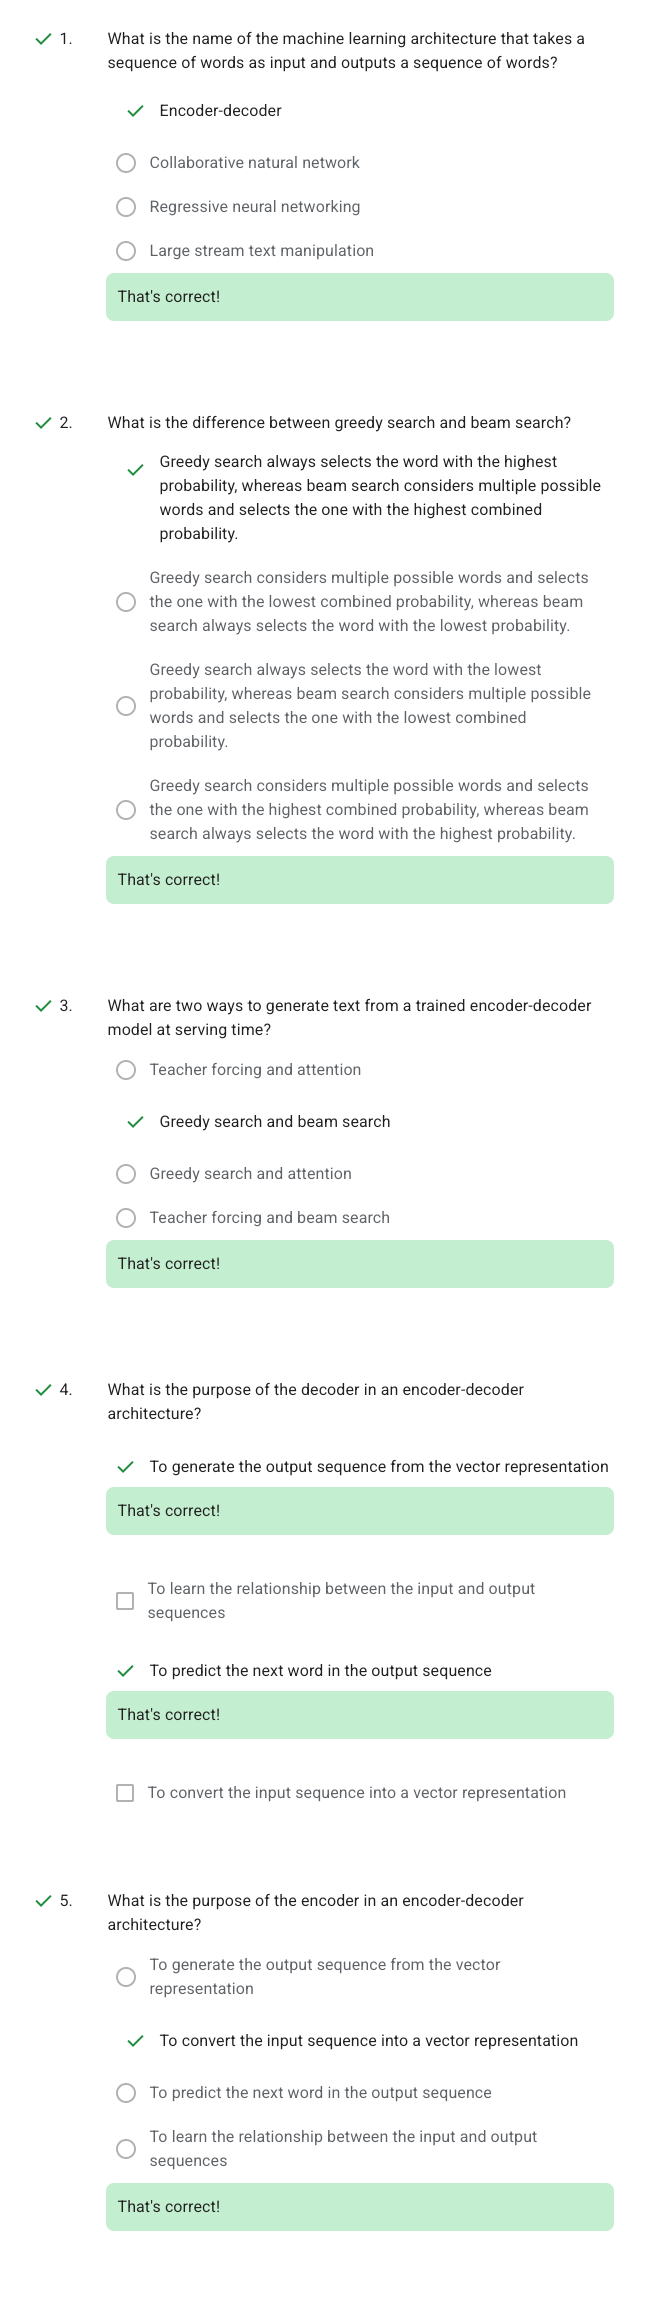 1. What is the name of the machine learning architecture that takes a
sequence of words as input and outputs a sequence of words?
Encoder-decoder
Collaborative natural network
Regressive neural networking
Large stream text manipulation
That's correct!
2. What is the difference between greedy search and beam search?
Greedy search always selects the word with the highest
probability, whereas beam search considers multiple possible
words and selects the one with the highest combined
probability.
Greedy search considers multiple possible words and selects
the one with the lowest combined probability, whereas beam
search always selects the word with the lowest probability.
Greedy search always selects the word with the lowest
probability, whereas beam search considers multiple possible
words and selects the one with the lowest combined
probability.
Greedy search considers multiple possible words and selects
the one with the highest combined probability, whereas beam
search always selects the word with the highest probability.
That's correct!
3. What are two ways to generate text from a trained encoder-decoder
model at serving time?
Teacher forcing and attention
Greedy search and beam search
Greedy search and attention
Teacher forcing and beam search
That's correct!
4. What is the purpose of the decoder in an encoder-decoder
architecture?
To generate the output sequence from the vector representation
That's correct!
To learn the relationship between the input and output
sequences
To predict the next word in the output sequence
That's correct!
To convert the input sequence into a vector representation
5. What is the purpose of the encoder in an encoder-decoder
architecture?
To generate the output sequence from the vector
representation
To convert the input sequence into a vector representation
To predict the next word in the output sequence
To learn the relationship between the input and output
sequences
That's correct!